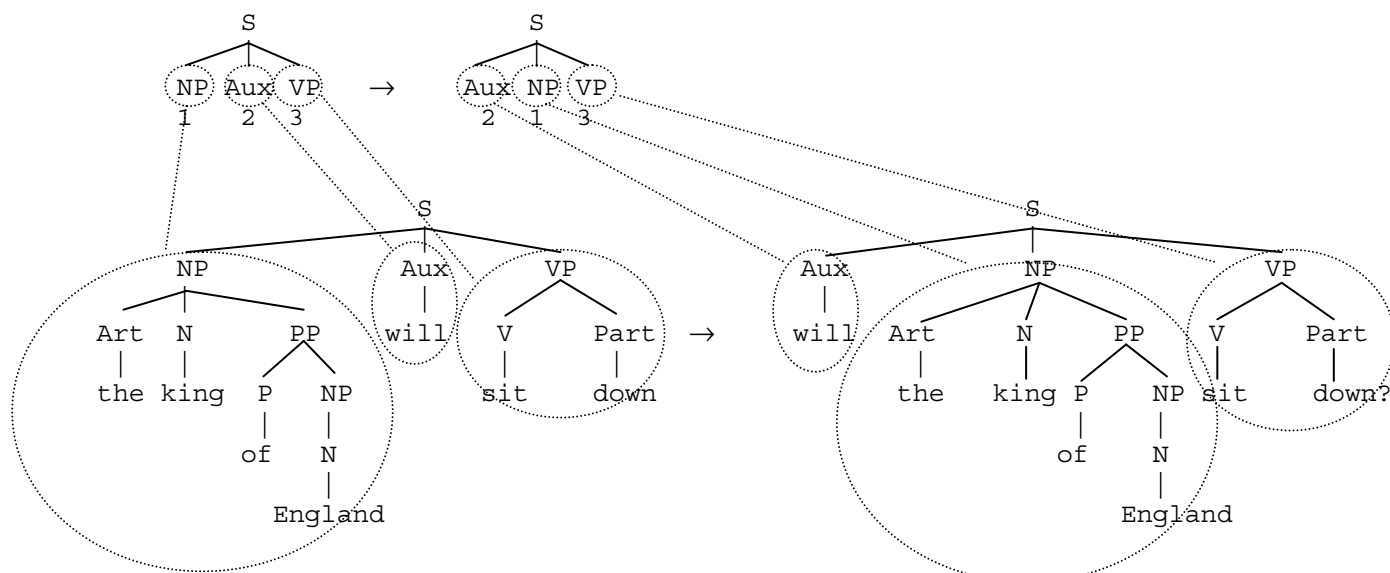 S S
NP Aux VP → Aux NP VP
1 2 3 2 1 3
S S
NP Aux VP Aux NP VP
Art N PP will V Part → will Art N PP V Part
the king P NP sit down the king P NP sit down?
of N of N
England England